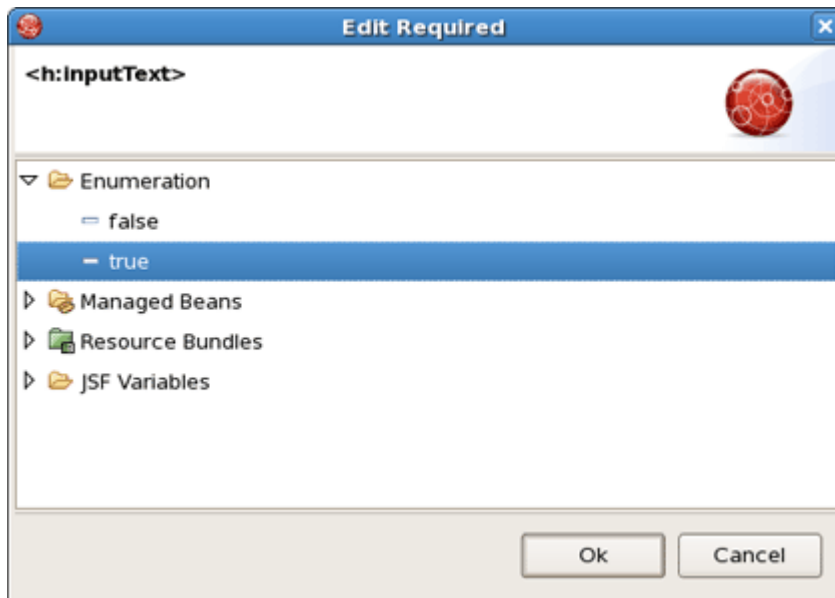 Edit Required
<h:inputText>
Enumeration
false
true
Managed Beans
Resource Bundles
JSF Variables
Ok
Cancel